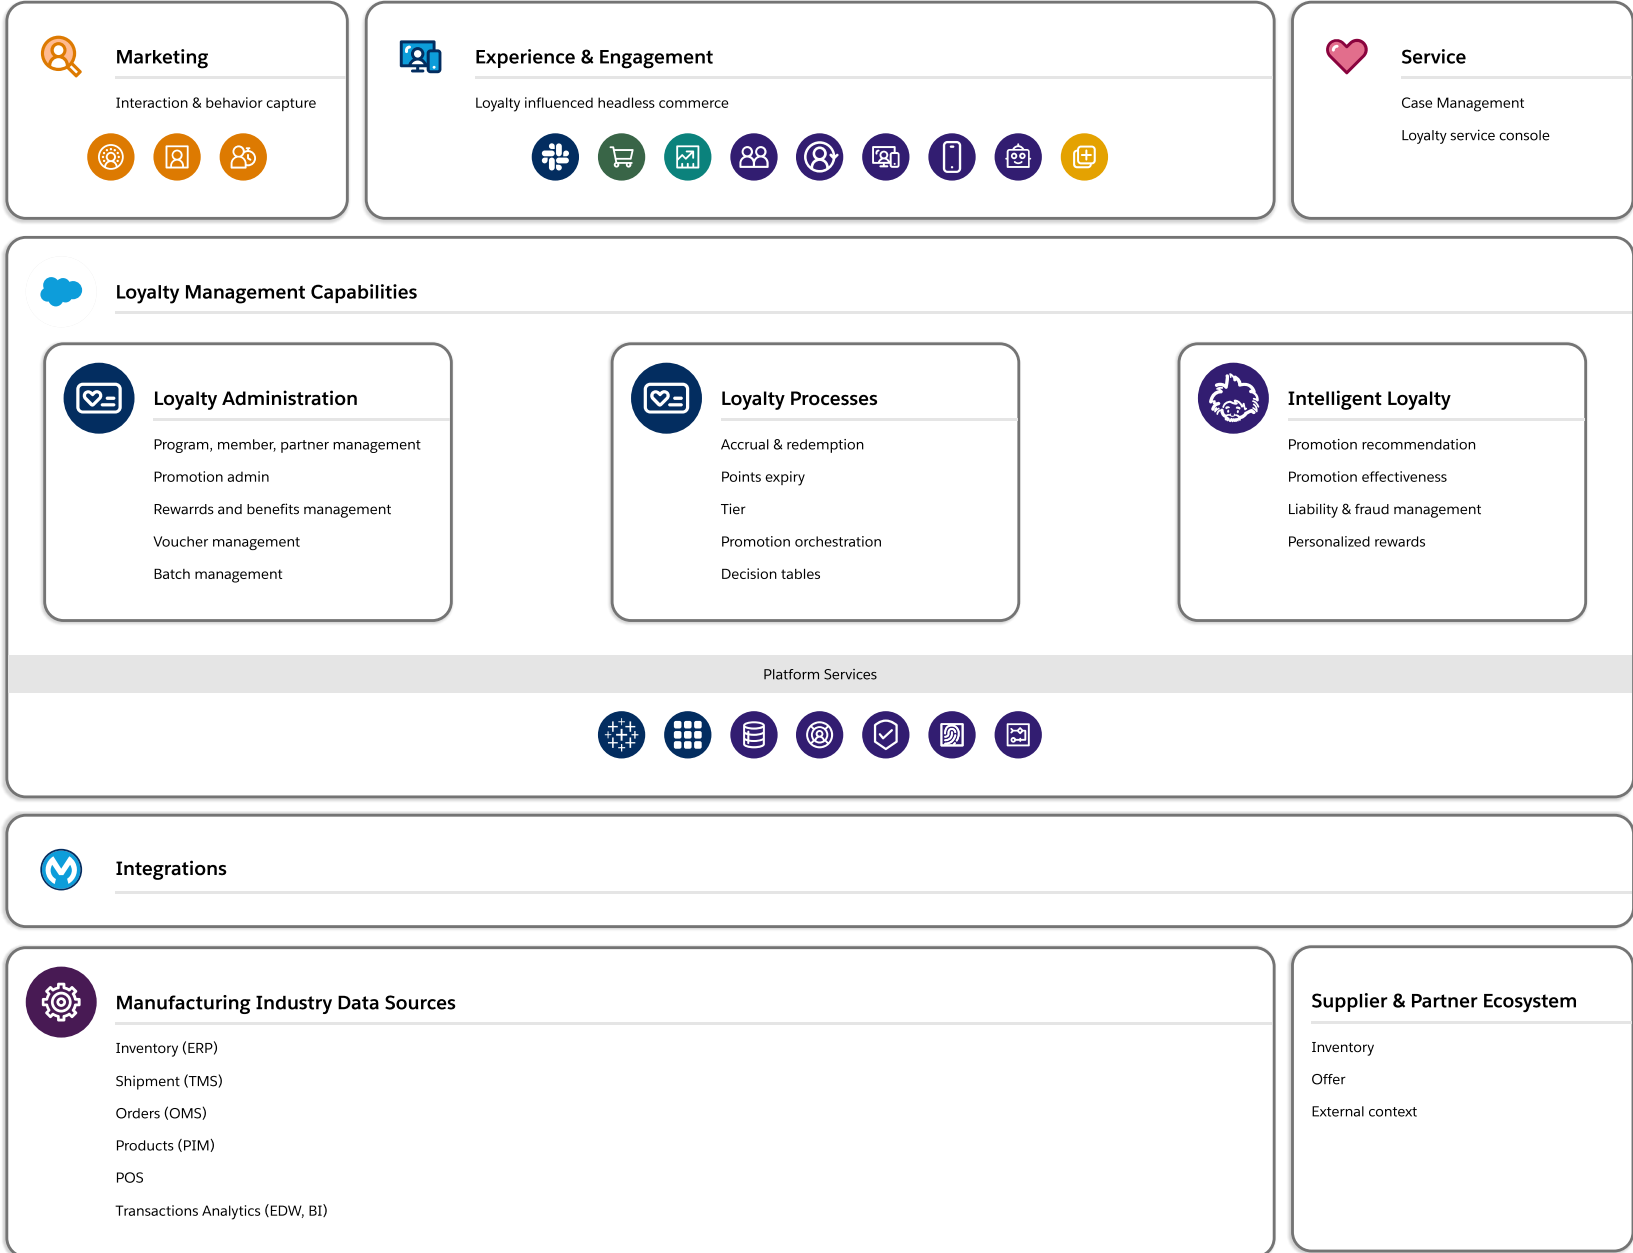 Marketing
Interaction & behavior capture
Experience & Engagement
Loyalty influenced headless commerce
Service
Case Management
Loyalty service console
Loyalty Management Capabilities
Loyalty Administration
Program, member, partner management
Promotion admin
Rewarrds and benefits management
Voucher management
Batch management
Loyalty Processes
Accrual & redemption
Points expiry
Tier
Promotion orchestration
Decision tables
Intelligent Loyalty
Promotion recommendation
Promotion effectiveness
Liability & fraud management
Personalized rewards
Platform Services
Integrations
Manufacturing Industry Data Sources
Inventory (ERP)
Shipment (TMS)
Orders (OMS)
Products (PIM)
POS
Transactions Analytics (EDW, BI)
Supplier & Partner Ecosystem
Inventory
Offer
External context